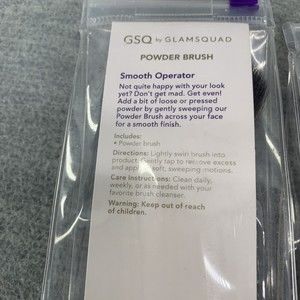 GSQ by GLAMSQUAD
POWDER BRUSH
Smooth Operator
Not quite happy with your look
yet? Don't get mad. Get even!
Add a bit of loose or pressed
powder by gently sweeping our
Powder Brush across your face
for a smooth finish.
Includes:
• Powder brush
Directions: Lightly swirl brush into
product. Gently tap to remove excess
and apply soft, sweeping motions.
Care Instructions: Clean daily,
weekly, or as needed with your
favorite brush cleanser.
Warning: Keep out of reach
of children.